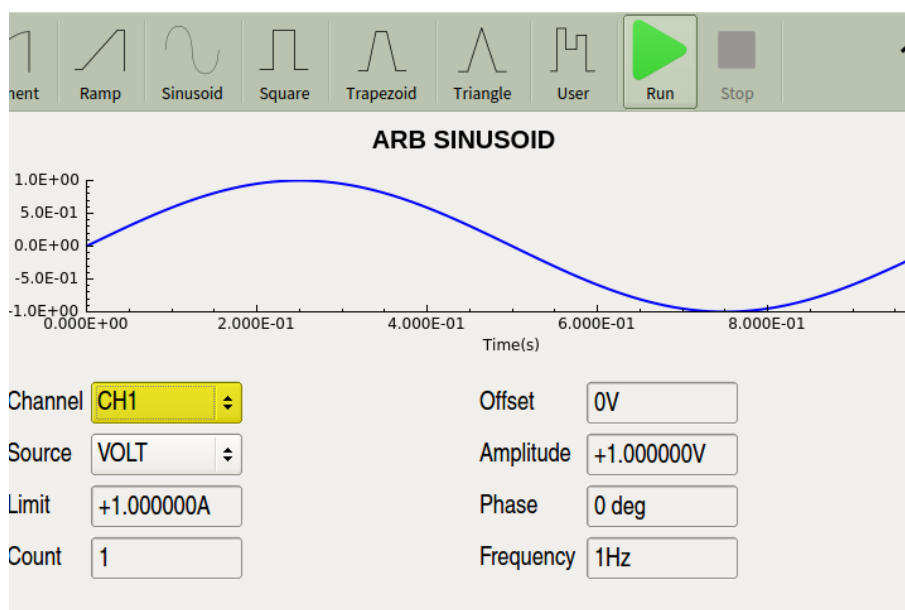 nent Ramp Sinusoid Square Trapezoid Triangle User Run Stop
ARB SINUSOID
1.0E+00
5.0E-01
0.0E+00
-5.0E-01
-1.0E+00
0.000E+00 2.000E-01 4.000E-01 6.000E-01 8.000E-01
Time(s)
Channel CH1 Offset 0V
Source VOLT Amplitude +1.000000V
Limit +1.000000A Phase 0 deg
Count 1 Frequency 1Hz